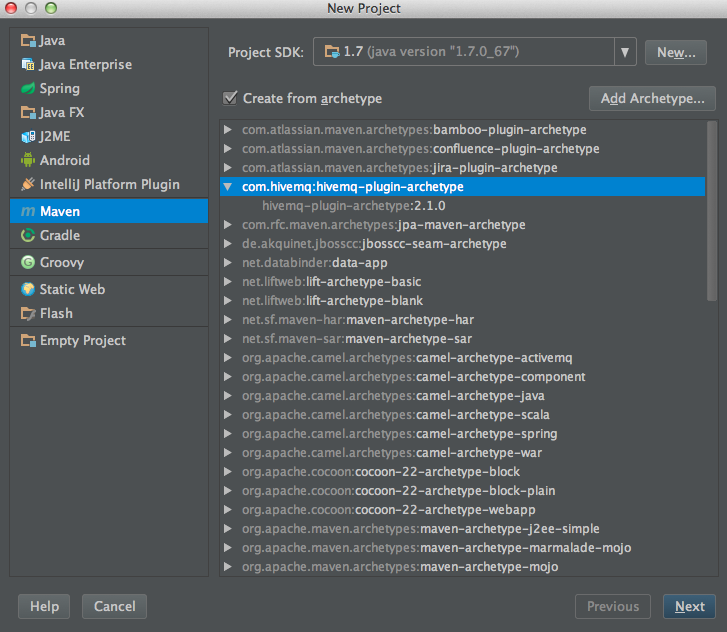 New Project
Java
Java Enterprise
Spring
Java FX
J2ME
Android
IntelliJ Platform Plugin
Maven
Gradle
Groovy
Static Web
Flash
Empty Project
Project SDK: 1.7 (java version "1.7.0_67") New...
Create from archetype Add Archetype...
com.atlassian.maven.archetypes:bamboo-plugin-archetype
com.atlassian.maven.archetypes:confluence-plugin-archetype
com.atlassian.maven.archetypes:jira-plugin-archetype
com.hivemq:hivemq-plugin-archetype
hivemq-plugin-archetype:2.1.0
com.rfc.maven.archetypes:jpa-maven-archetype
de.akquinet.jbosscc:jbosscc-seam-archetype
net.databinder:data-app
net.liftweb:lift-archetype-basic
net.liftweb:lift-archetype-blank
net.sf.maven-har:maven-archetype-har
net.sf.maven-sar:maven-archetype-sar
org.apache.camel.archetypes:camel-archetype-activemq
org.apache.camel.archetypes:camel-archetype-component
org.apache.camel.archetypes:camel-archetype-java
org.apache.camel.archetypes:camel-archetype-scala
org.apache.camel.archetypes:camel-archetype-spring
org.apache.camel.archetypes:camel-archetype-war
org.apache.cocoon:cocoon-22-archetype-block
org.apache.cocoon:cocoon-22-archetype-block-plain
org.apache.cocoon:cocoon-22-archetype-webapp
org.apache.maven.archetypes:maven-archetype-j2ee-simple
org.apache.maven.archetypes:maven-archetype-marmalade-mojo
org.apache.maven.archetypes:maven-archetype-mojo
Help Cancel Previous Next